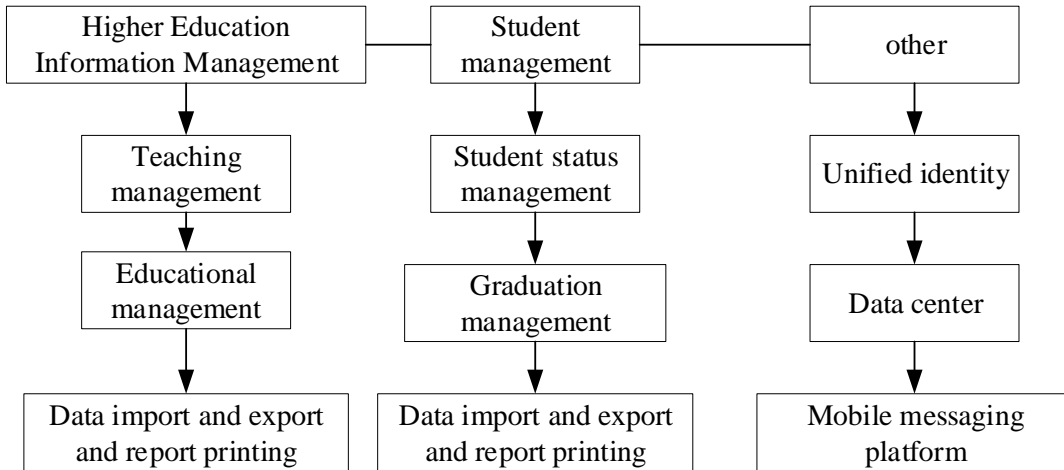 Higher Education
Information Management
Student
management
other
Teaching
management
Student status
management
Unified identity
Educational
management
Graduation
management
Data center
Data import and export
and report printing
Data import and export
and report printing
Mobile messaging
platform